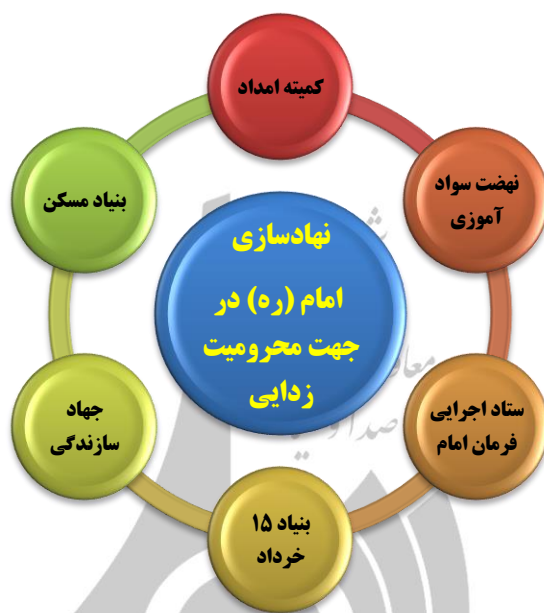 کمیته امداد
نهضت سواد
آموزی
ستاد اجرایی
فرمان امام
بنیاد ۱۵
خرداد
جهاد
سازندگی
بنیاد مسکن
نهادسازی
امام (ره) در
جهت محرومیت
زدایی